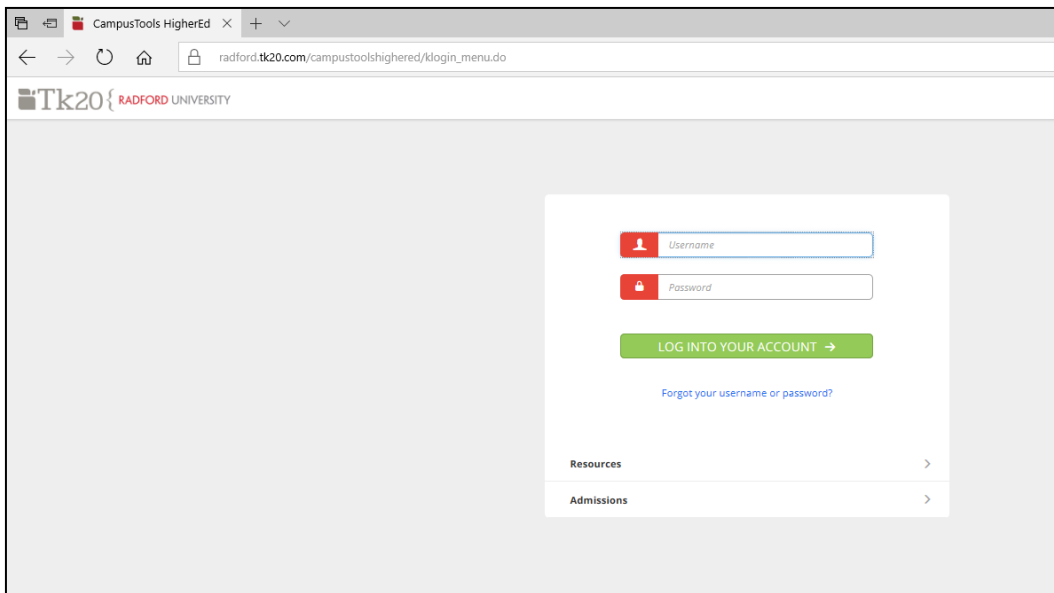 CampusTools HigherEd
radford.tk20.com/campustoolshighered/klogin_menu.do
Tk20{ RADFORD UNIVERSITY
Username
Password
LOG INTO YOUR ACCOUNT →
Forgot your username or password?
Resources
Admissions